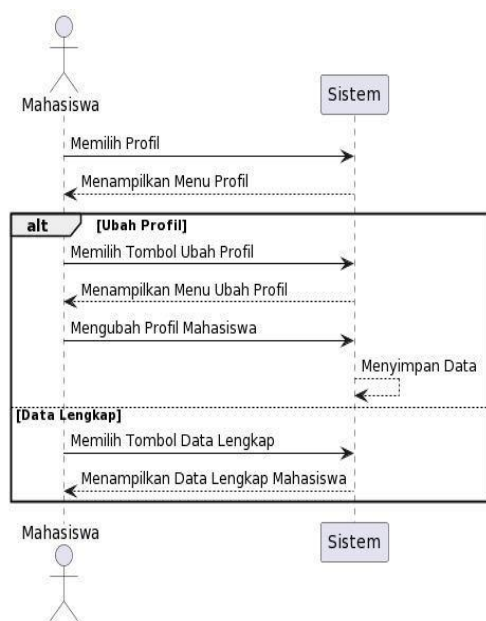 Mahasiswa
Sistem
Memilih Profil
Menampilkan Menu Profil
alt [Ubah Profil]
Memilih Tombol Ubah Profil
Menampilkan Menu Ubah Profil
Mengubah Profil Mahasiswa
Menyimpan Data
[Data Lengkap]
Memilih Tombol Data Lengkap
Menampilkan Data Lengkap Mahasiswa
Mahasiswa
Sistem